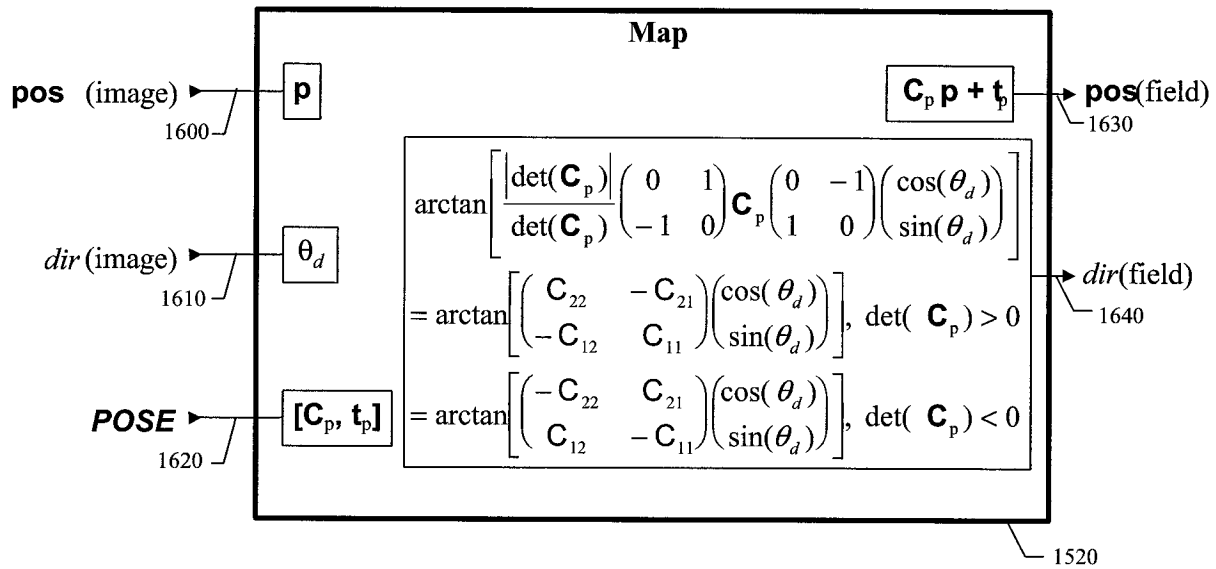 Map
pos (image)
1600
p
C_p p + t_p
pos(field)
1630
arctan[ |det(C_p)| / det(C_p) ( 0 1 ; -1 0 ) C_p ( 0 -1 ; 1 0 ) ( cos(θ_d) ; sin(θ_d) ) ]
dir (image)
1610
θ_d
= arctan[ ( C_22 -C_21 ; -C_12 C_11 ) ( cos(θ_d) ; sin(θ_d) ) ], det( C_p) > 0
dir(field)
1640
POSE
1620
[C_p, t_p]
= arctan[ ( -C_22 C_21 ; C_12 -C_11 ) ( cos(θ_d) ; sin(θ_d) ) ], det( C_p) < 0
1520